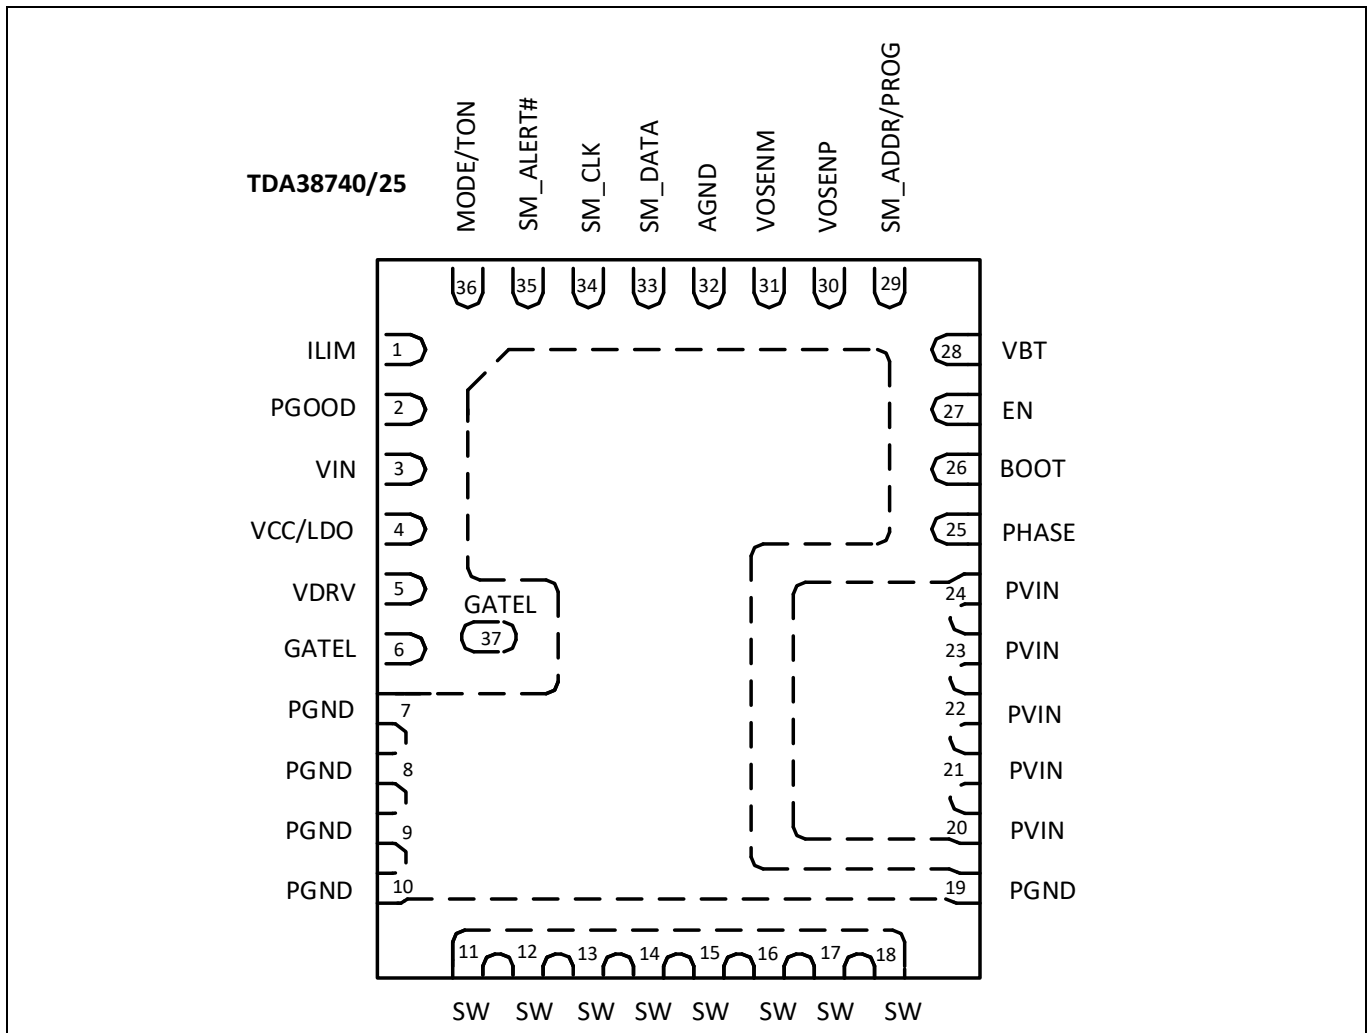 TDA38740/25
MODE/TON
SM_ALERT#
SM_CLK
SM_DATA
AGND
VOSENM
VOSENP
SM_ADDR/PROG
36 35 34 33 32 31 30 29
ILIM 1 28 VBT
PGOOD 2 27 EN
VIN 3 26 BOOT
VCC/LDO 4 25 PHASE
VDRV 5 24 PVIN
GATEL
37
GATEL 6 23 PVIN
PGND 7 22 PVIN
PGND 8 21 PVIN
PGND 9 20 PVIN
PGND 10 19 PGND
11 12 13 14 15 16 17 18
SW SW SW SW SW SW SW SW